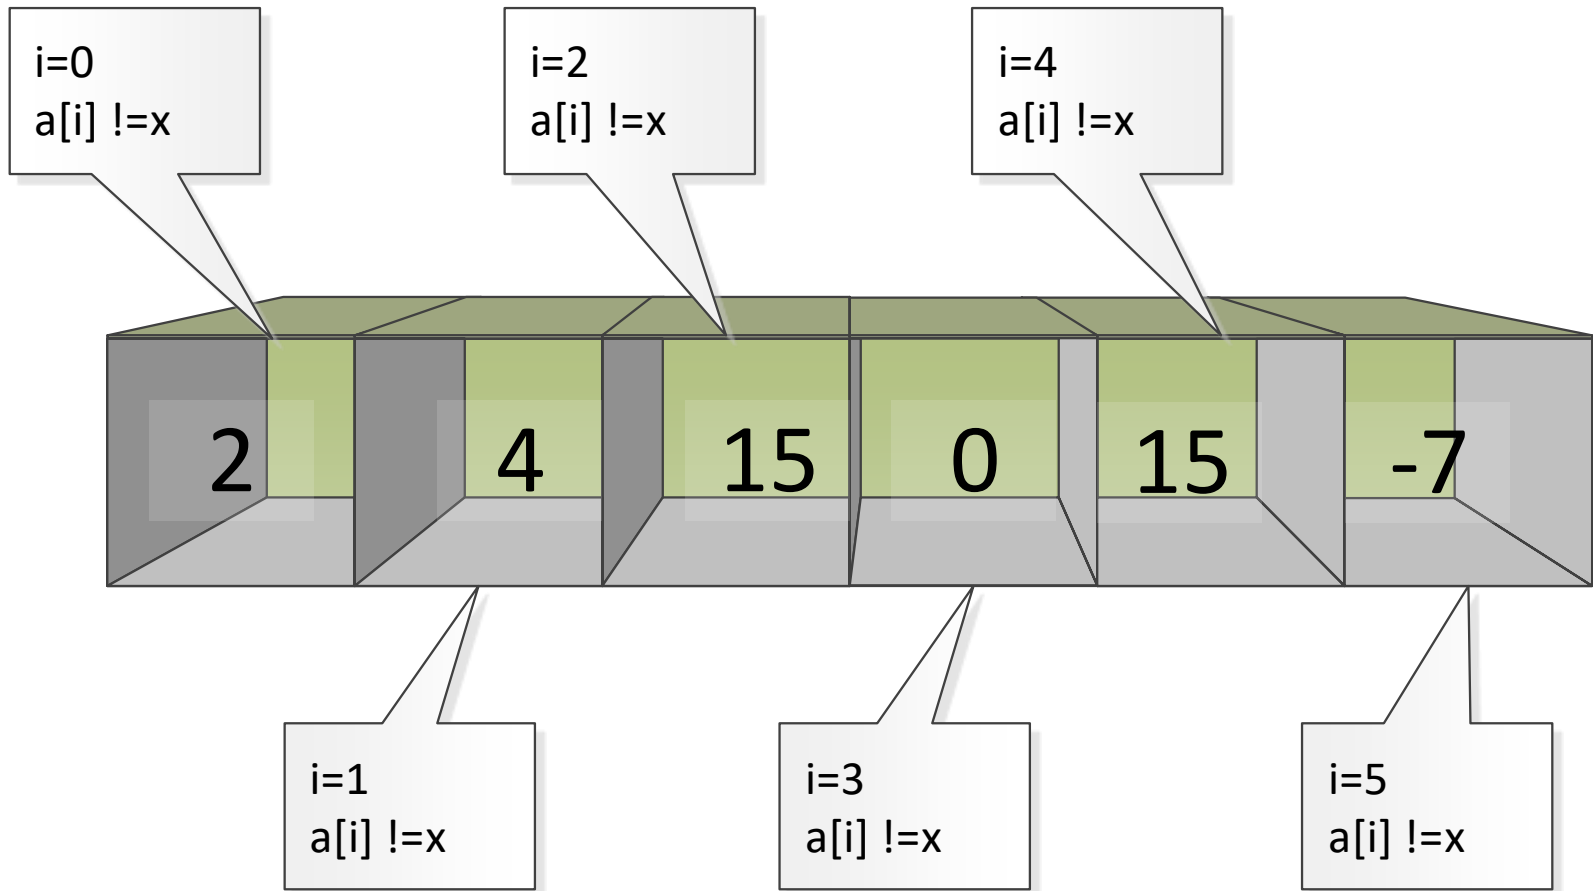 i=0
a[i] !=x
i=2
a[i] !=x
i=4
a[i] !=x
2 4 15 0 15 -7
i=1
a[i] !=x
i=3
a[i] !=x
i=5
a[i] !=x